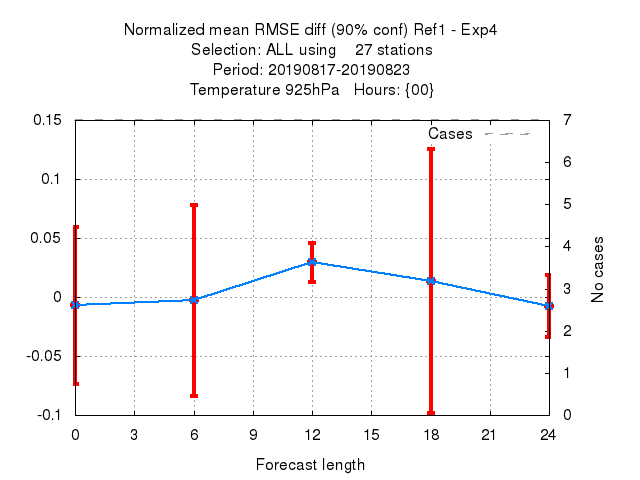 Normalized mean RMSE diff (90% conf) Ref1 - Exp4
Selection: ALL using    27 stations
Period: 20190817-20190823
Temperature 925hPa   Hours: {00}
Cases
0.15
0.1
0.05
0
-0.05
-0.1
7
6
5
4
3
2
1
0
No cases
0 3 6 9 12 15 18 21 24
Forecast length